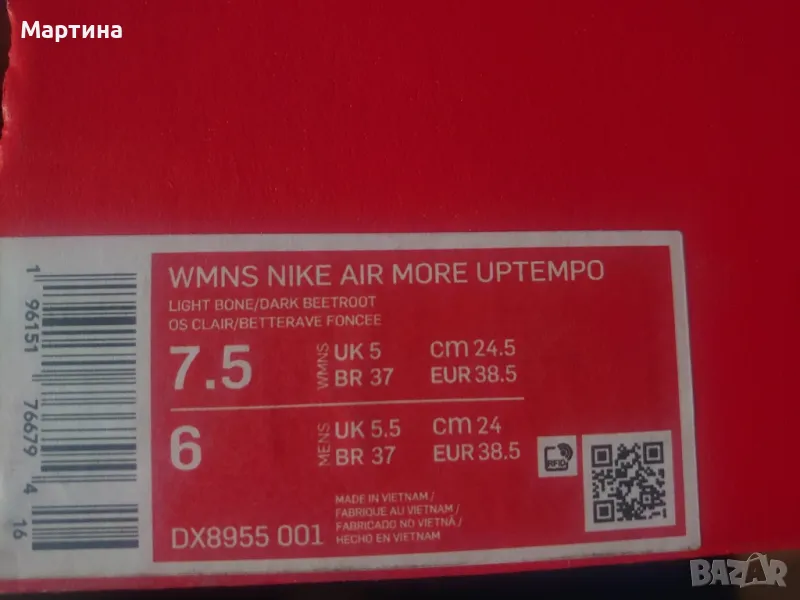 Мартина
WMNS NIKE AIR MORE UPTEMPO
LIGHT BONE/DARK BEETROOT
OS CLAIR/BETTERAVE FONCEE
7.5 WMNS UK 5 cm 24.5
BR 37 EUR 38.5
6 MENS UK 5.5 cm 24
BR 37 EUR 38.5
RFID
MADE IN VIETNAM /
FABRIQUE AU VIETNAM /
FABRICADO NO VIETNÃ /
HECHO EN VIETNAM
DX8955 001
1 96151 76679 4 16
BAZAR